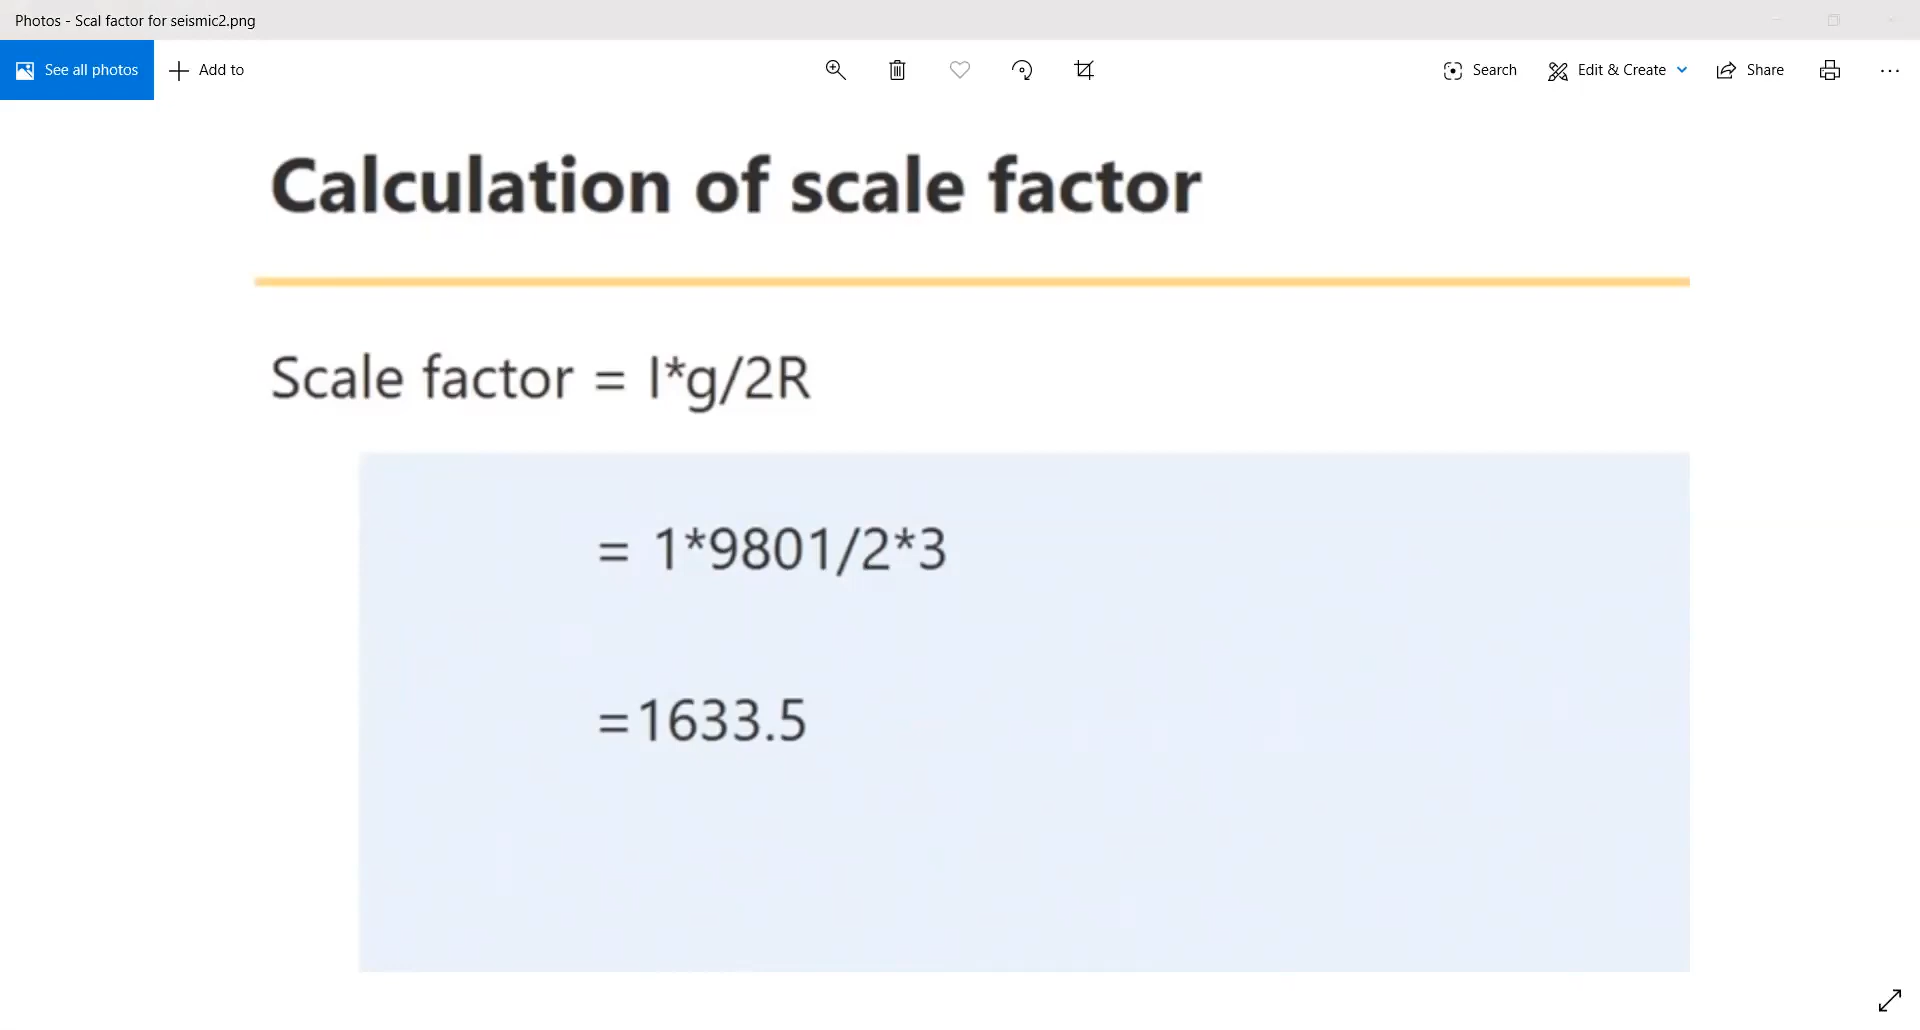 Photos - Scal factor for seismic2.png
See all photos
Add to
Search
Edit & Create
Share
Calculation of scale factor
Scale factor = I*g/2R
= 1*9801/2*3
=1633.5